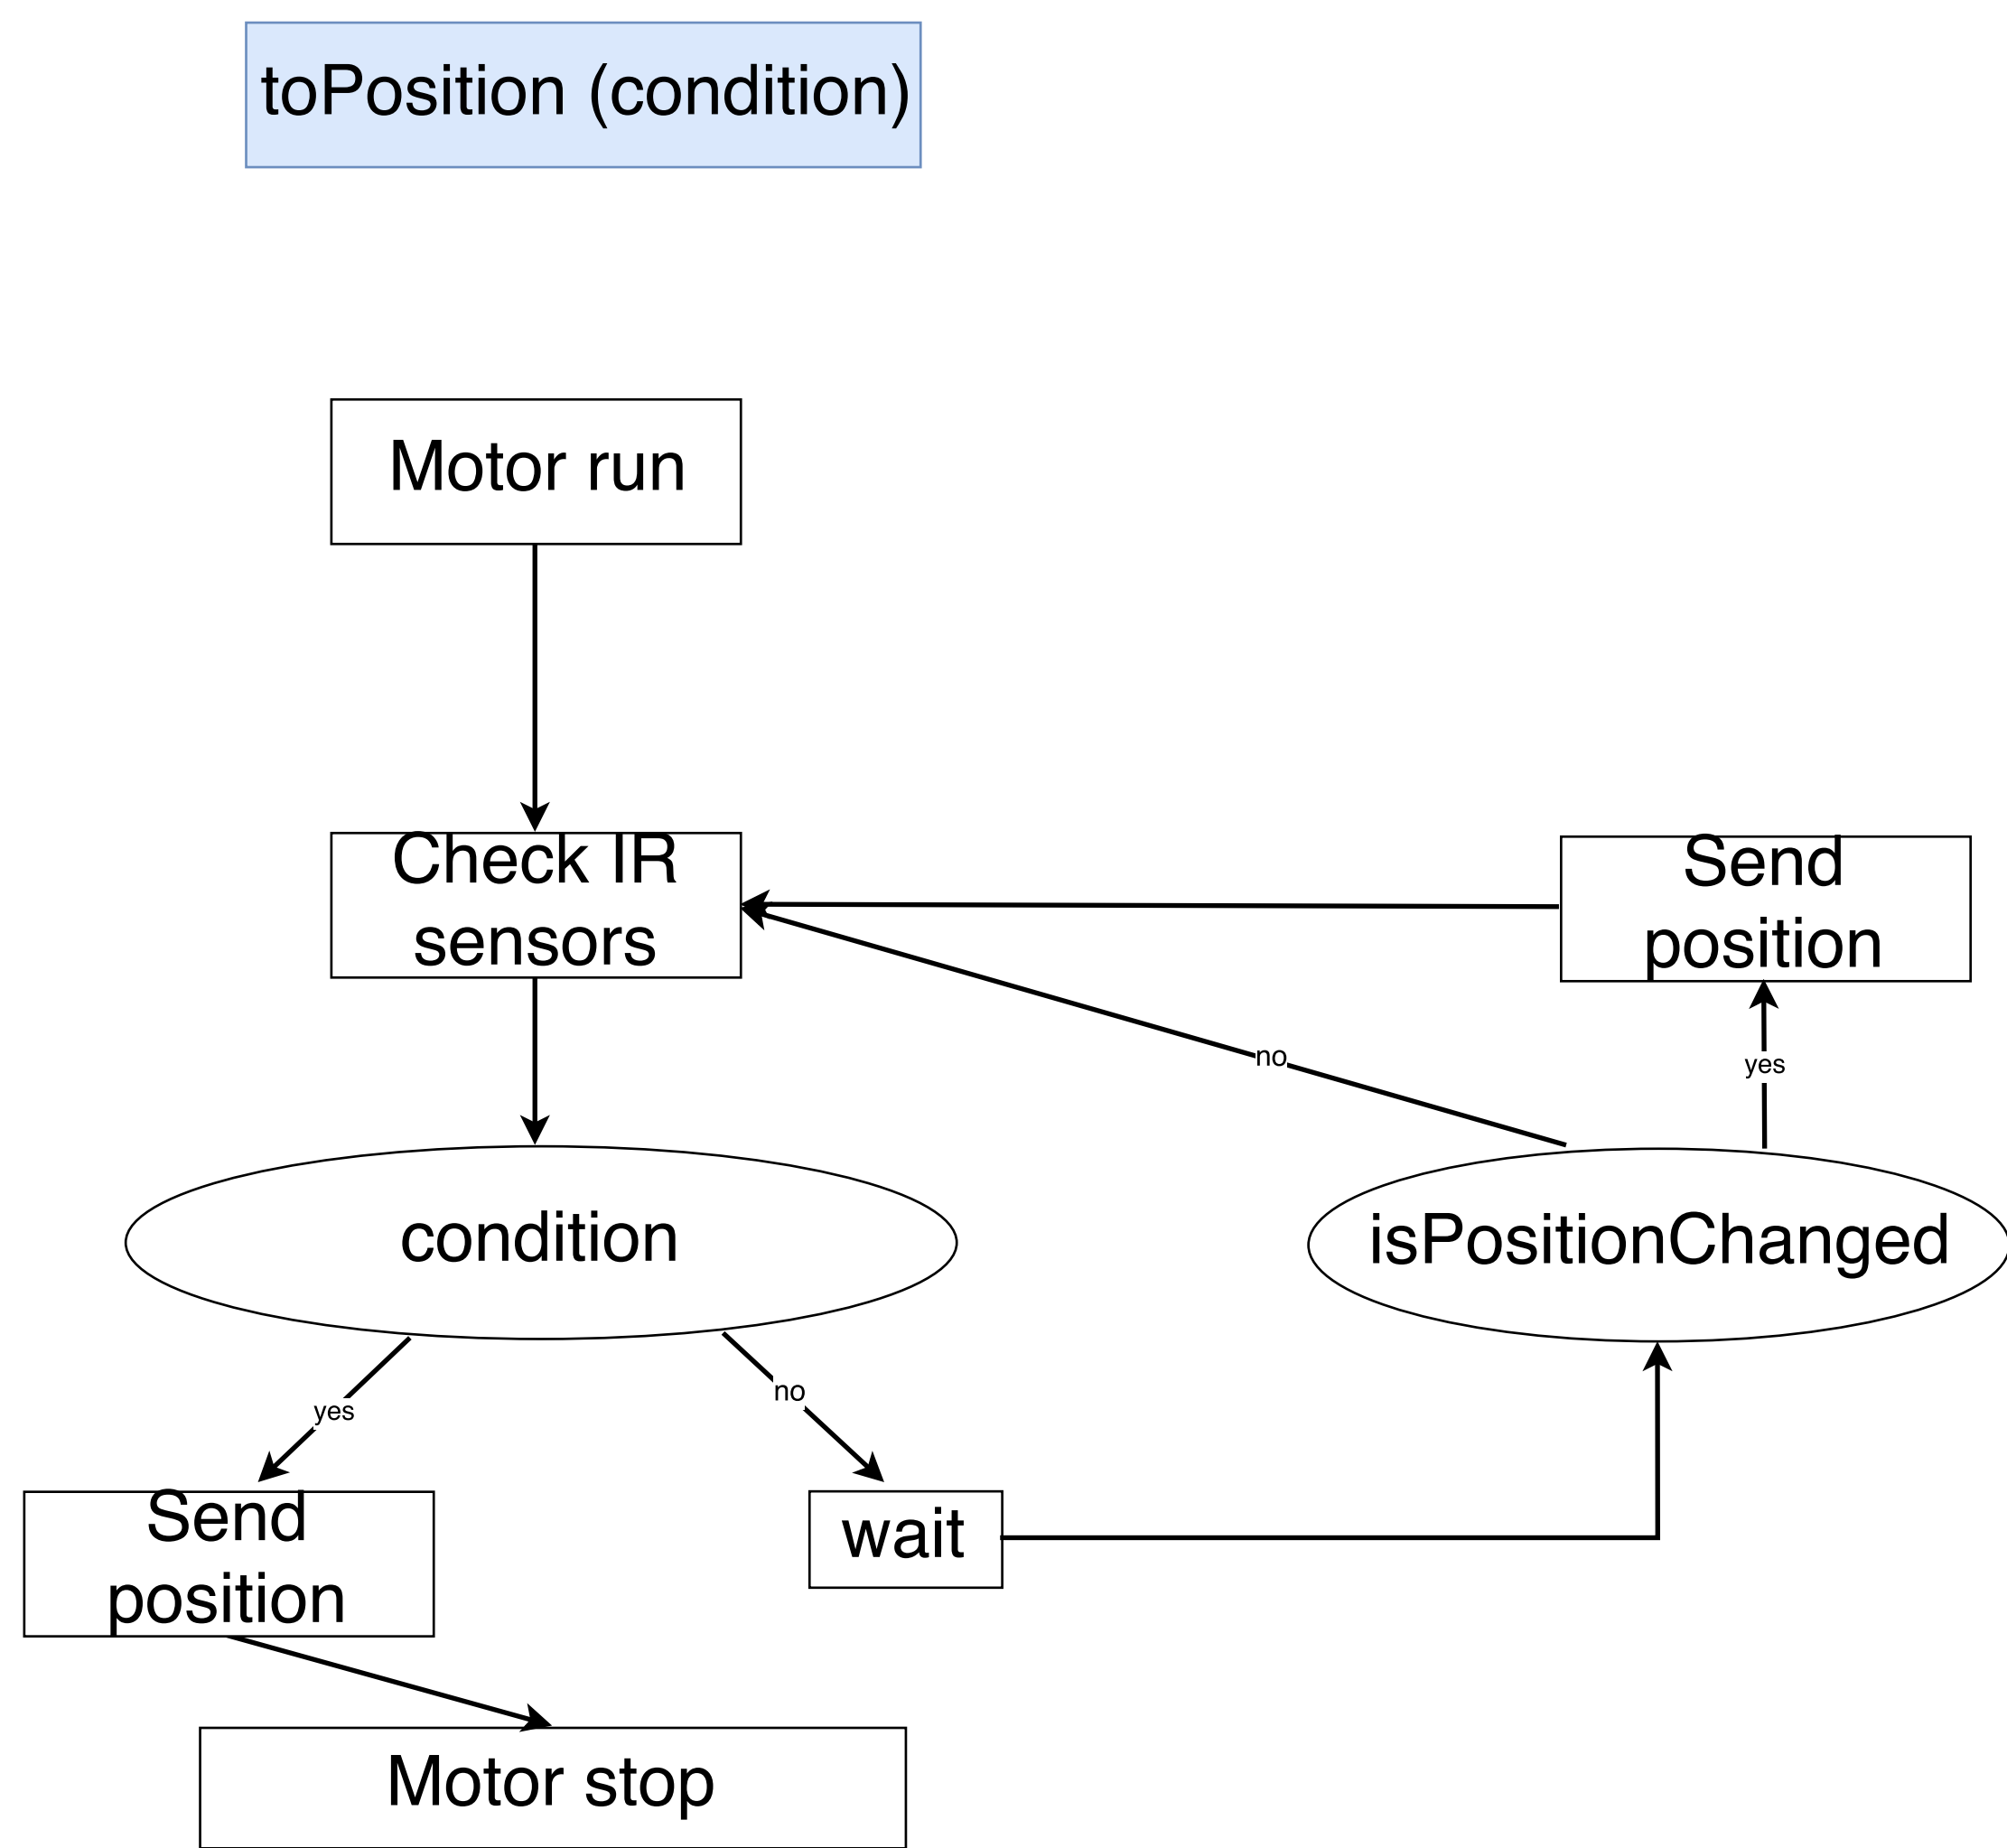 toPosition (condition)
Motor run
Check IR
sensors
Send
position
no
yes
condition
isPositionChanged
yes
no
Send
position
wait
Motor stop